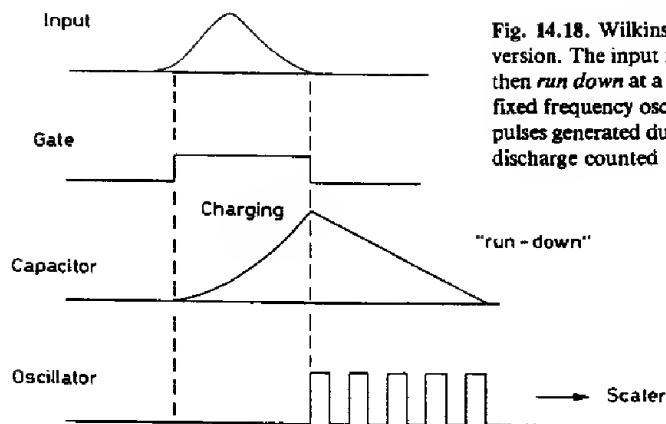 Input
Fig. 14.18. Wilkins
version. The input
then run down at a
fixed frequency osc
pulses generated du
discharge counted
Gate
Charging
"run-down"
Capacitor
Oscillator
Scaler